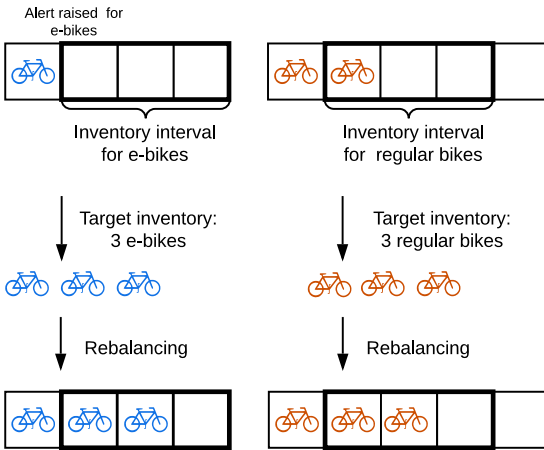 Alert raised for
e-bikes
Inventory interval
for e-bikes
Inventory interval
for regular bikes
Target inventory:
3 e-bikes
Target inventory:
3 regular bikes
Rebalancing
Rebalancing